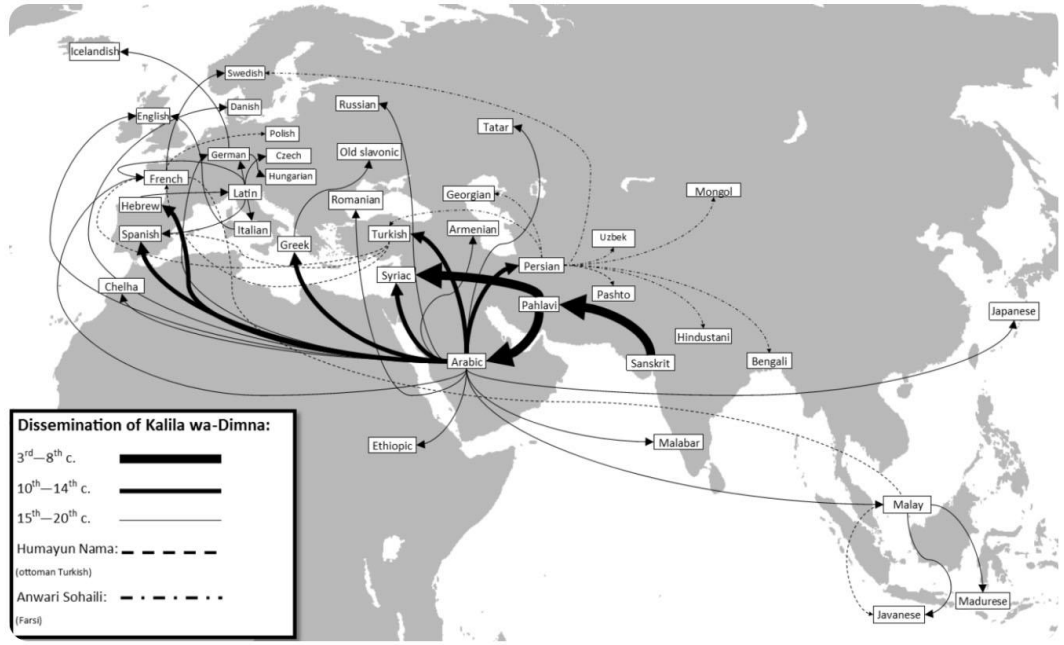 Icelandish
Swedish
Danish
English
Russian
Tatar
Polish
Old slavonic
German
Czech
French
Hungarian
Latin
Romanian
Georgian
Mongol
Hebrew
Spanish
Italian
Greek
Turkish
Armenian
Uzbek
Syriac
Persian
Chelha
Pahlavi
Pashto
Japanese
Hindustani
Arabic
Sanskrit
Bengali
Ethiopic
Malabar
Malay
Javanese
Madurese
Dissemination of Kalila wa-Dimna:
3rd—8th c.
10th—14th c.
15th—20th c.
Humayun Nama:
(ottoman Turkish)
Anwari Sohaili:
(Farsi)